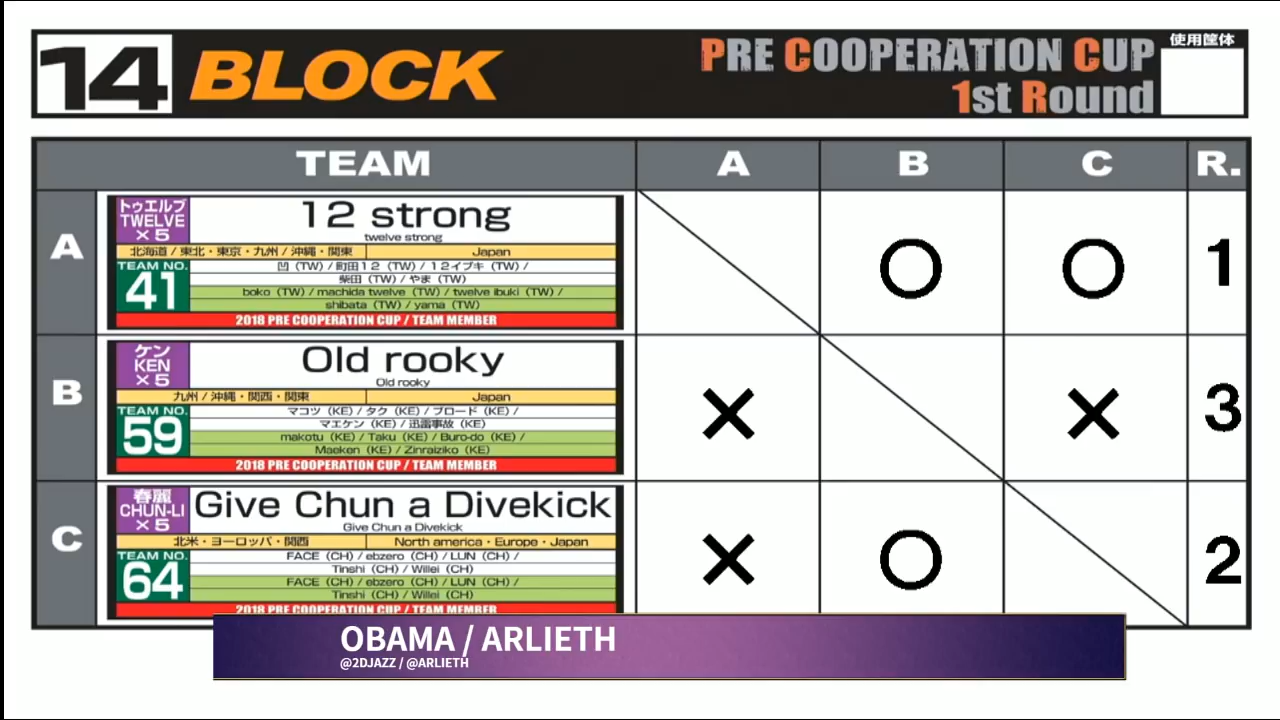 14 BLOCK
PRE COOPERATION CUP
1st Round
使用筐体
TEAM A B C R.
A
トゥエルブ
TWELVE
×5
12 strong
twelve strong
北海道 / 東北・東京・九州 / 沖縄・関東 Japan
TEAM NO.
41
凹 (TW) / 町田12 (TW) / 12イブキ (TW) /
柴田 (TW) / やま (TW)
boko (TW) / machida twelve (TW) / twelve ibuki (TW) /
shibata (TW) / yama (TW)
2018 PRE COOPERATION CUP / TEAM MEMBER
○ ○ 1
B
ケン
KEN
×5
Old rooky
Old rooky
九州 / 沖縄・関西・関東 Japan
TEAM NO.
59
マコツ (KE) / タク (KE) / ブロード (KE) /
マエケン (KE) / 迅雷事故 (KE)
makotu (KE) / Taku (KE) / Buro-do (KE) /
Maeken (KE) / Zinraiziko (KE)
2018 PRE COOPERATION CUP / TEAM MEMBER
× × 3
C
春麗
CHUN-LI
×5
Give Chun a Divekick
Give Chun a Divekick
北米・ヨーロッパ・関西 North america・Europe・Japan
TEAM NO.
64
FACE (CH) / ebzero (CH) / LUN (CH) /
Tinshi (CH) / Willei (CH)
FACE (CH) / ebzero (CH) / LUN (CH) /
Tinshi (CH) / Willei (CH)
2018 PRE COOPERATION CUP / TEAM MEMBER
× ○ 2
OBAMA / ARLIETH
@2DJAZZ / @ARLIETH